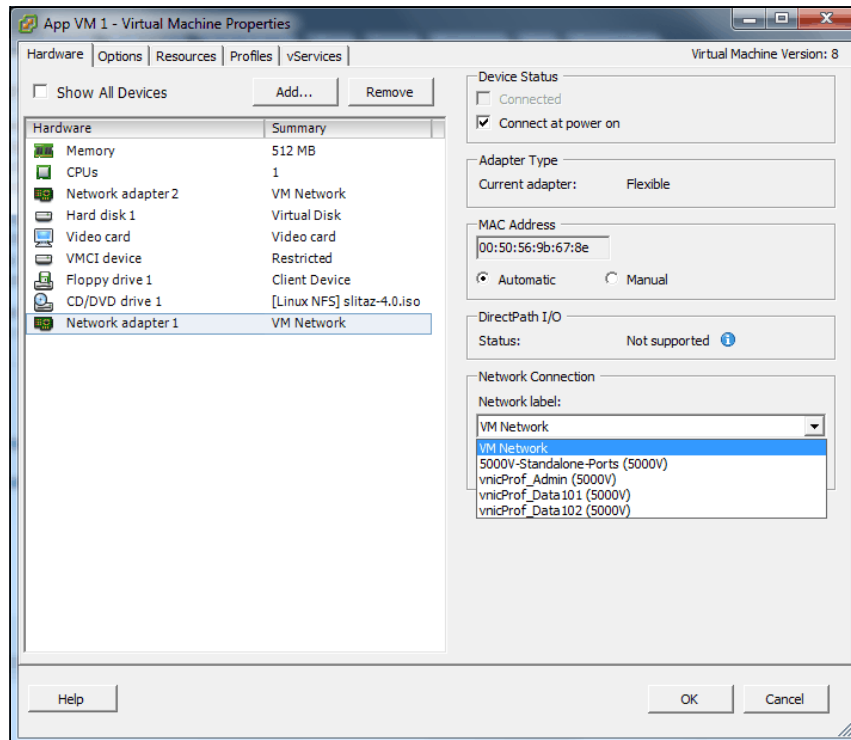 App VM 1 - Virtual Machine Properties
Hardware Options Resources Profiles vServices Virtual Machine Version: 8
Show All Devices Add... Remove
Hardware Summary
Memory 512 MB
CPUs 1
Network adapter 2 VM Network
Hard disk 1 Virtual Disk
Video card Video card
VMCI device Restricted
Floppy drive 1 Client Device
CD/DVD drive 1 [Linux NFS] slitaz-4.0.iso
Network adapter 1 VM Network
Device Status
Connected
Connect at power on
Adapter Type
Current adapter: Flexible
MAC Address
00:50:56:9b:67:8e
Automatic Manual
DirectPath I/O
Status: Not supported
Network Connection
Network label:
VM Network
VM Network
5000V-Standalone-Ports (5000V)
vnicProf_Admin (5000V)
vnicProf_Data101 (5000V)
vnicProf_Data102 (5000V)
Help OK Cancel